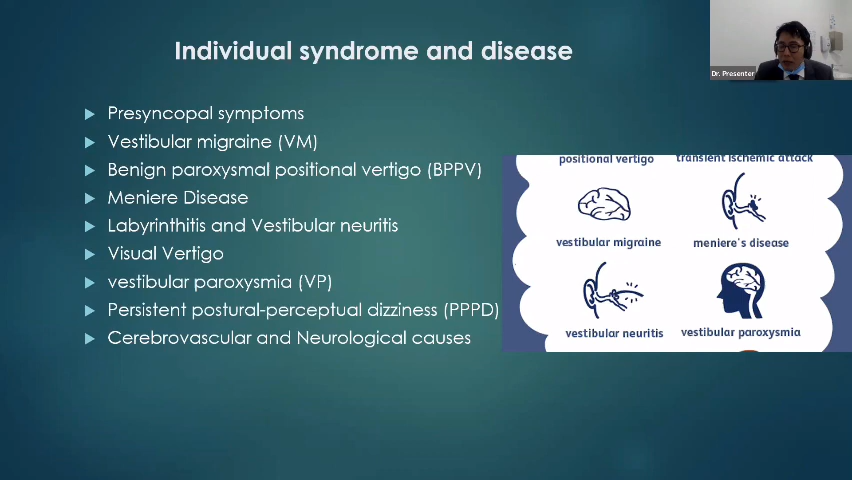 Individual syndrome and disease
Dr. Presenter
Presyncopal symptoms
Vestibular migraine (VM)
Benign paroxysmal positional vertigo (BPPV)
Meniere Disease
Labyrinthitis and Vestibular neuritis
Visual Vertigo
vestibular paroxysmia (VP)
Persistent postural-perceptual dizziness (PPPD)
Cerebrovascular and Neurological causes
positional vertigo
transient ischemic attack
vestibular migraine
meniere's disease
vestibular neuritis
vestibular paroxysmia